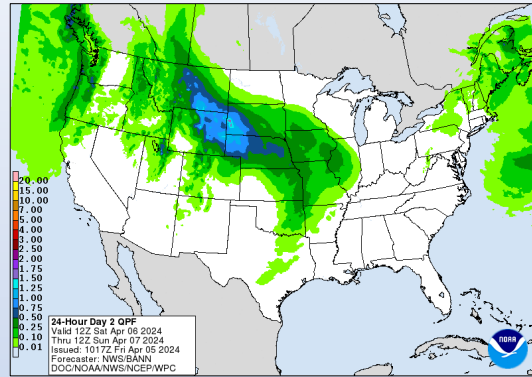 20.00
15.00
10.00
7.00
5.00
4.00
3.00
2.50
2.00
1.75
1.50
1.25
1.00
0.75
0.50
0.25
0.10
0.01
24-Hour Day 2 QPF
Valid 12Z Sat Apr 06 2024
Thru 12Z Sun Apr 07 2024
Issued: 1017Z Fri Apr 05 2024
Forecaster: NWS/BANN
DOC/NOAA/NWS/NCEP/WPC
NOAA